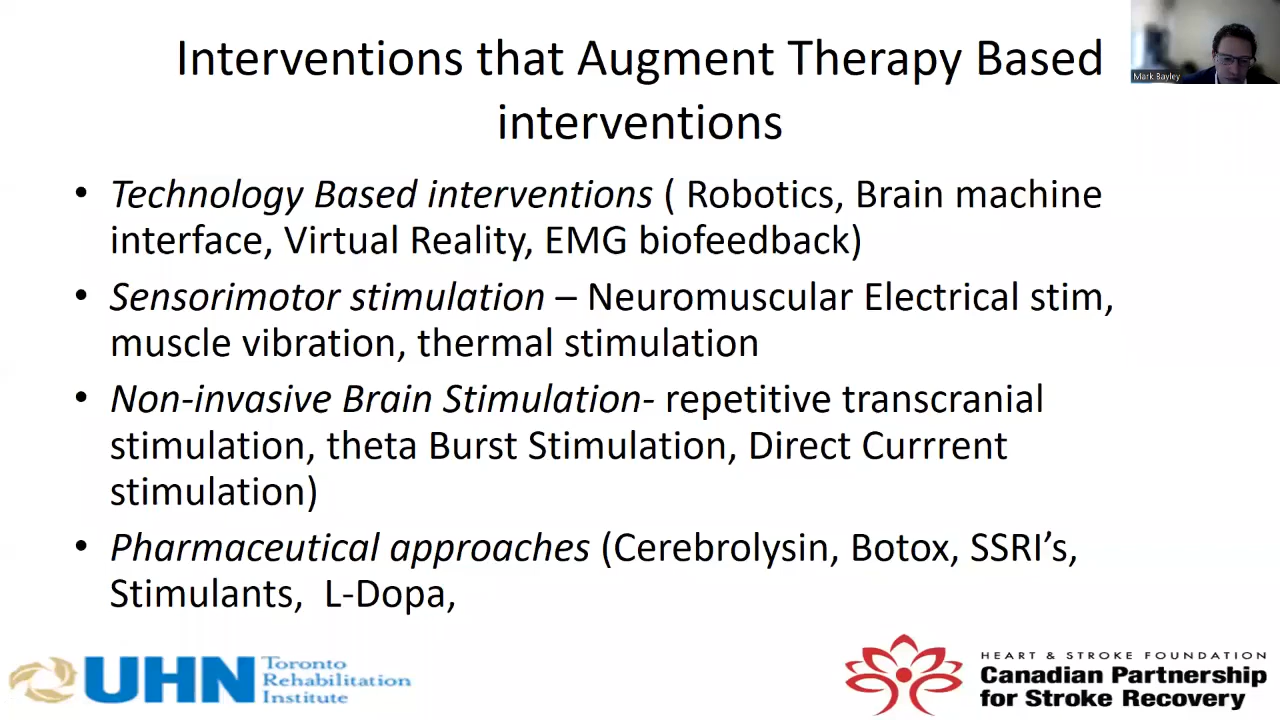 Interventions that Augment Therapy Based
interventions
Mark Bayley
• Technology Based interventions ( Robotics, Brain machine
interface, Virtual Reality, EMG biofeedback)
• Sensorimotor stimulation – Neuromuscular Electrical stim,
muscle vibration, thermal stimulation
• Non-invasive Brain Stimulation- repetitive transcranial
stimulation, theta Burst Stimulation, Direct Currrent
stimulation)
• Pharmaceutical approaches (Cerebrolysin, Botox, SSRI’s,
Stimulants,  L-Dopa,
UHN
Toronto
Rehabilitation
Institute
HEART & STROKE FOUNDATION
Canadian Partnership
for Stroke Recovery